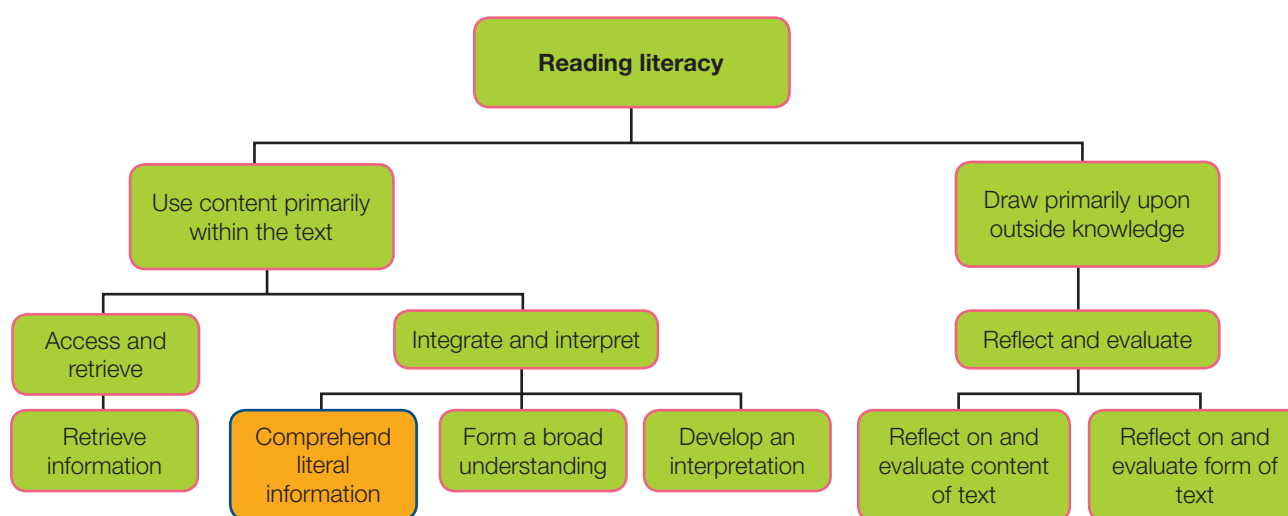 Reading literacy
Use content primarily
within the text
Draw primarily upon
outside knowledge
Access and
retrieve
Integrate and interpret
Reflect and evaluate
Retrieve
information
Comprehend
literal
information
Form a broad
understanding
Develop an
interpretation
Reflect on and
evaluate content
of text
Reflect on and
evaluate form of
text